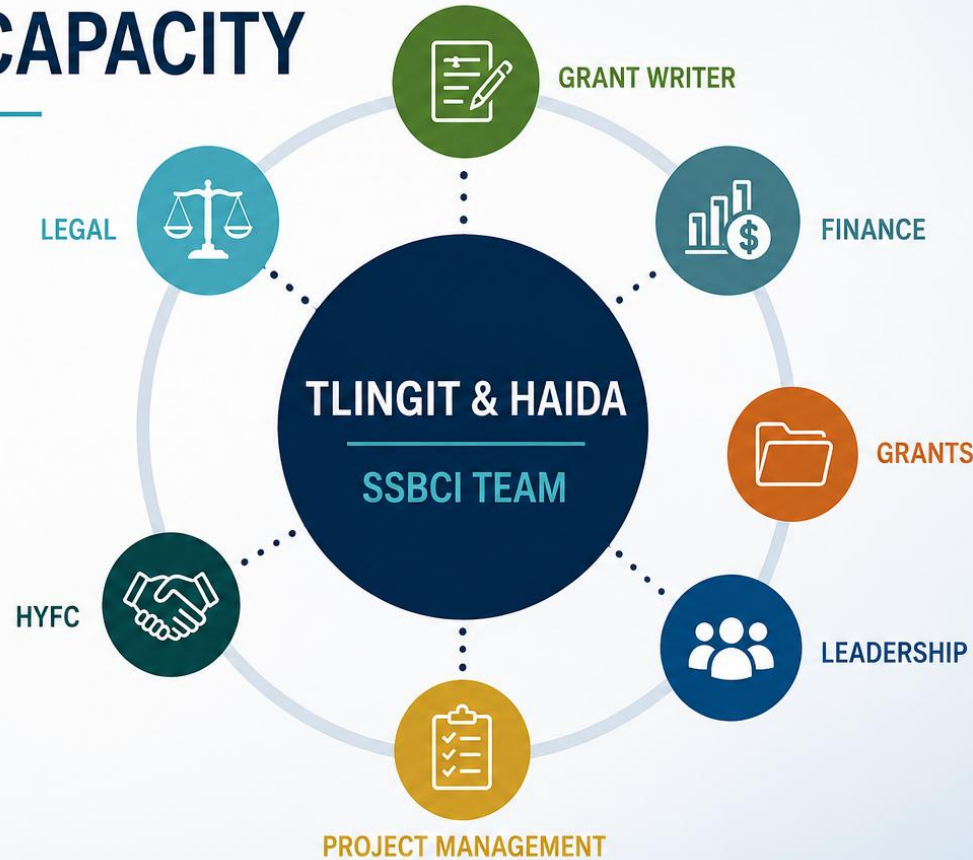 CAPACITY
GRANT WRITER
LEGAL
FINANCE
TLINGIT & HAIDA
SSBCI TEAM
GRANTS
HYFC
LEADERSHIP
PROJECT MANAGEMENT